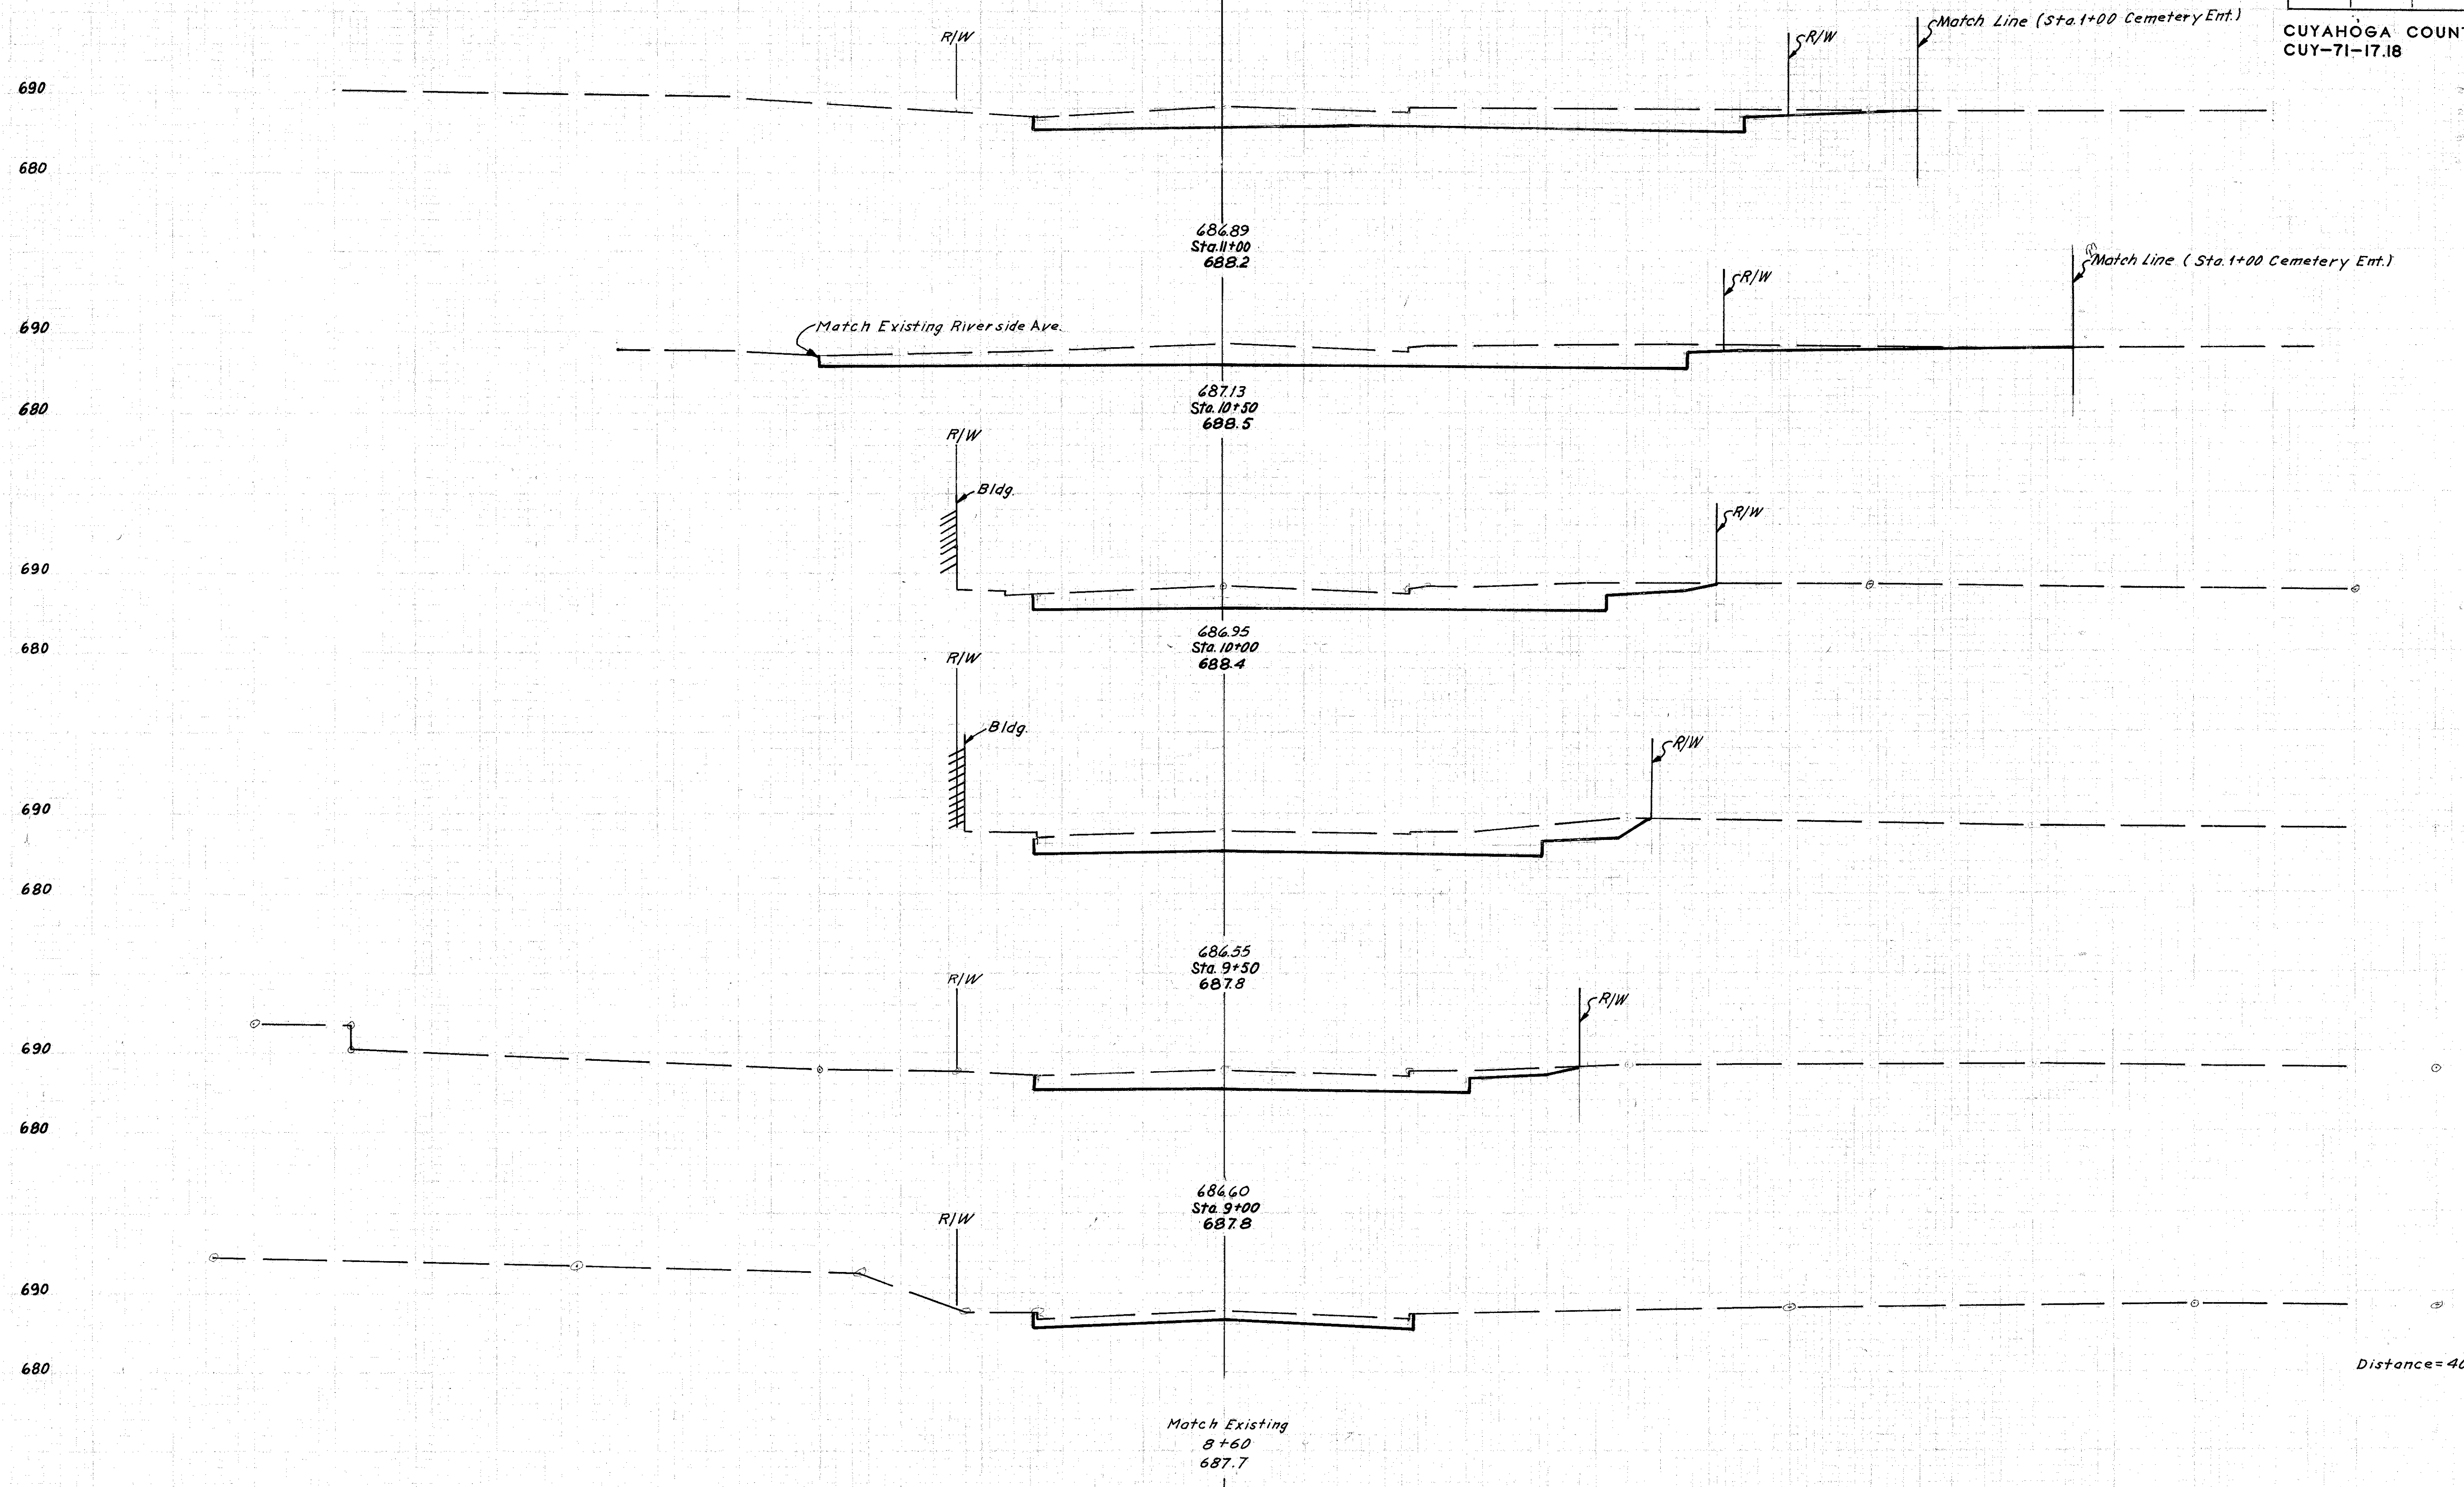 Match Line (Sta. 1+00 Cemetery Ent.)
CUYAHOGA COUNT
CUY-71-17.18
R/W
R/W
690
680
686.89
Sta. 11+00
688.2
Match Line (Sta. 1+00 Cemetery Ent.)
R/W
690
Match Existing Riverside Ave.
680
687.13
Sta. 10+50
688.5
R/W
Bldg.
R/W
690
680
686.95
Sta. 10+00
688.4
R/W
Bldg.
R/W
690
680
686.55
Sta. 9+50
687.8
R/W
R/W
690
680
686.60
Sta. 9+00
687.8
R/W
690
680
Distance=40
Match Existing
8+60
687.7